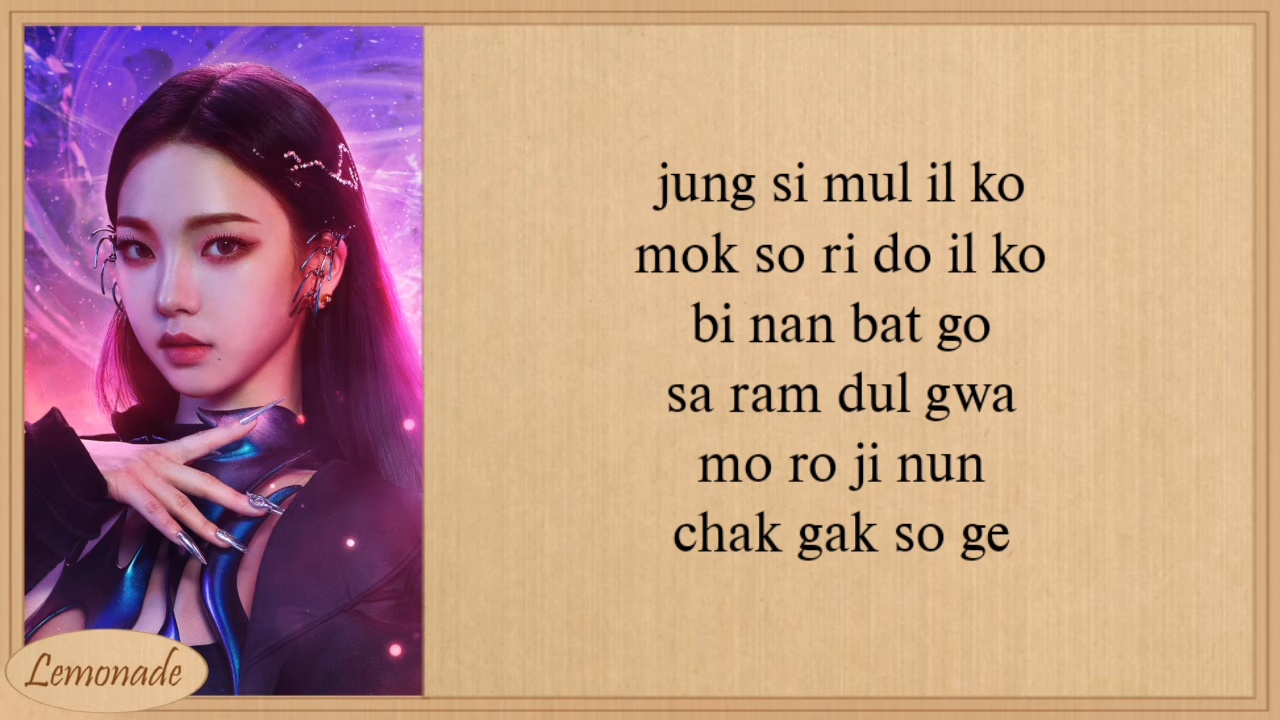 jung si mul il ko
mok so ri do il ko
bi nan bat go
sa ram dul gwa
mo ro ji nun
chak gak so ge
Lemonade